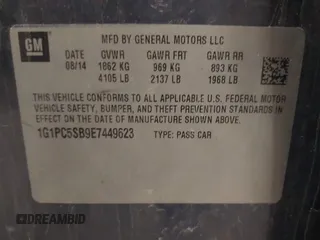 GM
MFD BY GENERAL MOTORS LLC
DATE GVWR GAWR FRT GAWR RR
08/14 1862 KG 969 KG 893 KG
4105 LB 2137 LB 1968 LB
THIS VEHICLE CONFORMS TO ALL APPLICABLE U.S. FEDERAL MOTOR
VEHICLE SAFETY, BUMPER, AND THEFT PREVENTION STANDARDS IN
EFFECT ON THE DATE OF MANUFACTURE SHOWN ABOVE.
1G1PC5SB9E7449623 TYPE: PASS CAR
DREAMBID